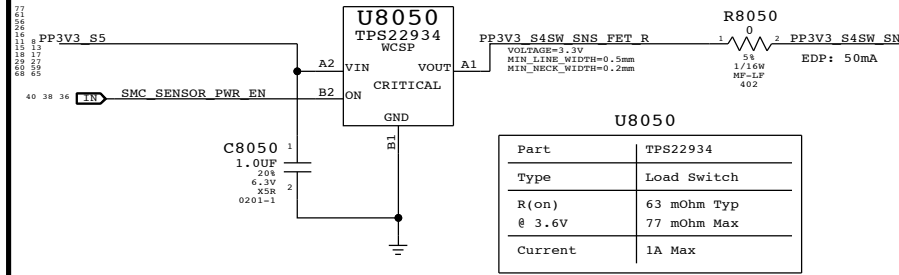 77
61
56
26
16
11 8 PP3V3_S5
15 13
18 17
29 27
60 59
68 65
40 38 36 IN SMC_SENSOR_PWR_EN
U8050
TPS22934
WCSP
A2 VIN VOUT A1
B2 ON
CRITICAL
GND
B1
PP3V3_S4SW_SNS_FET_R
VOLTAGE=3.3V
MIN_LINE_WIDTH=0.5mm
MIN_NECK_WIDTH=0.2mm
R8050
0
1 2
5%
1/16W
MF-LF
402
PP3V3_S4SW_SN
EDP: 50mA
C8050 1
1.0UF
20%
6.3V
X5R 2
0201-1
U8050
Part TPS22934
Type Load Switch
R(on) 63 mOhm Typ
@ 3.6V 77 mOhm Max
Current 1A Max